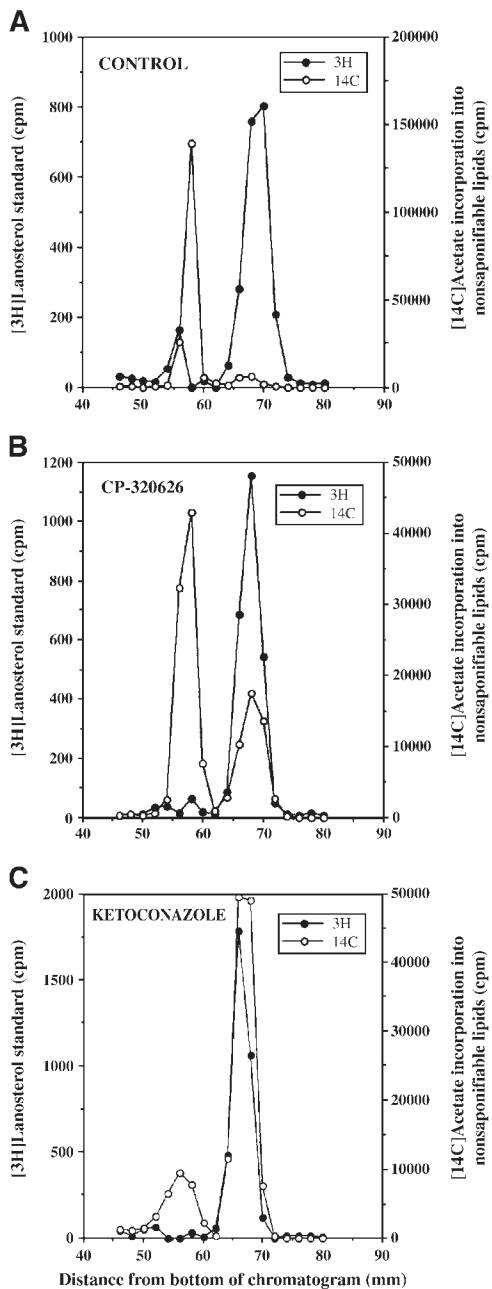 A
CONTROL
3H
14C
1000
800
600
400
200
0
200000
150000
100000
50000
0
40 50 60 70 80 90
[3H]Lanosterol standard (cpm)
[14C]Acetate incorporation into
nonsaponifiable lipids (cpm)
B
CP-320626
3H
14C
1200
1000
800
600
400
200
0
50000
40000
30000
20000
10000
0
40 50 60 70 80 90
[3H]Lanosterol standard (cpm)
[14C]Acetate incorporation into
nonsaponifiable lipids (cpm)
C
KETOCONAZOLE
3H
14C
2000
1500
1000
500
0
50000
40000
30000
20000
10000
0
40 50 60 70 80 90
[3H]Lanosterol standard (cpm)
[14C]Acetate incorporation into
nonsaponifiable lipids (cpm)
Distance from bottom of chromatogram (mm)